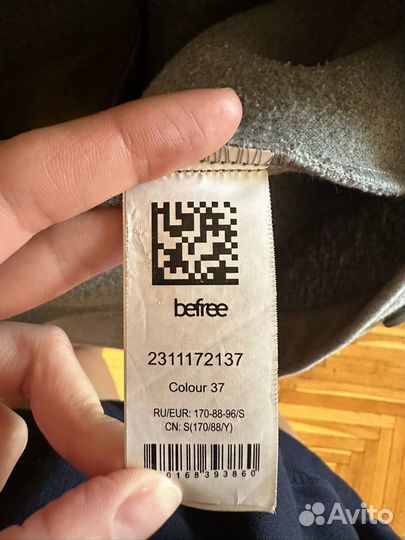 befree
2311172137
Colour 37
RU/EUR: 170-88-96/S
CN: S(170/88/Y)
0168393860
Avito